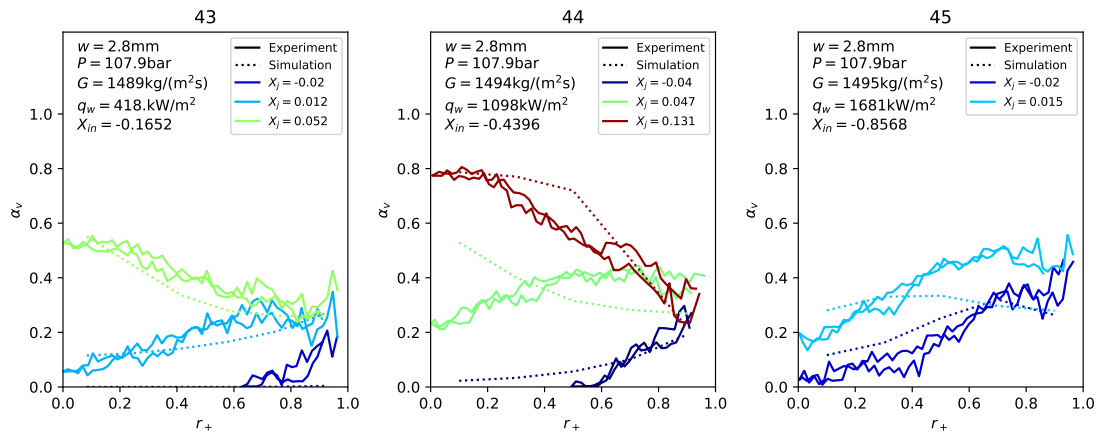 43
w = 2.8mm
P = 107.9bar
G = 1489kg/(m²s)
q_w = 418.kW/m²
X_in = -0.1652
Experiment
Simulation
X_j = -0.02
X_j = 0.012
X_j = 0.052
α_v
1.0
0.8
0.6
0.4
0.2
0.0
0.0 0.2 0.4 0.6 0.8 1.0
r_+
44
w = 2.8mm
P = 107.9bar
G = 1494kg/(m²s)
q_w = 1098kW/m²
X_in = -0.4396
Experiment
Simulation
X_j = -0.04
X_j = 0.047
X_j = 0.131
α_v
1.0
0.8
0.6
0.4
0.2
0.0
0.0 0.2 0.4 0.6 0.8 1.0
r_+
45
w = 2.8mm
P = 107.9bar
G = 1495kg/(m²s)
q_w = 1681kW/m²
X_in = -0.8568
Experiment
Simulation
X_j = -0.02
X_j = 0.015
α_v
1.0
0.8
0.6
0.4
0.2
0.0
0.0 0.2 0.4 0.6 0.8 1.0
r_+